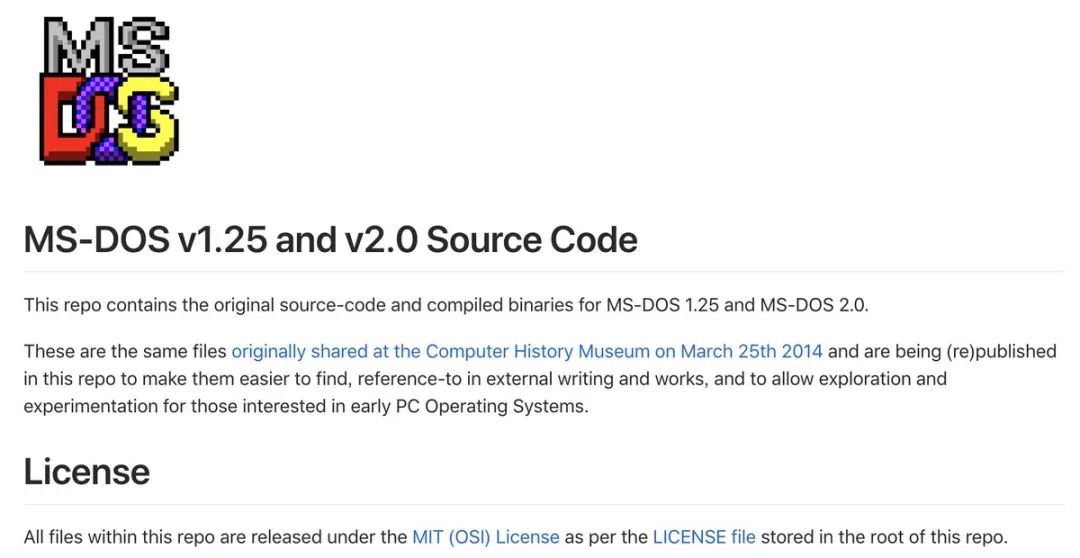 MS
DOS
MS-DOS v1.25 and v2.0 Source Code
This repo contains the original source-code and compiled binaries for MS-DOS 1.25 and MS-DOS 2.0.
These are the same files originally shared at the Computer History Museum on March 25th 2014 and are being (re)published
in this repo to make them easier to find, reference-to in external writing and works, and to allow exploration and
experimentation for those interested in early PC Operating Systems.
License
All files within this repo are released under the MIT (OSI) License as per the LICENSE file stored in the root of this repo.